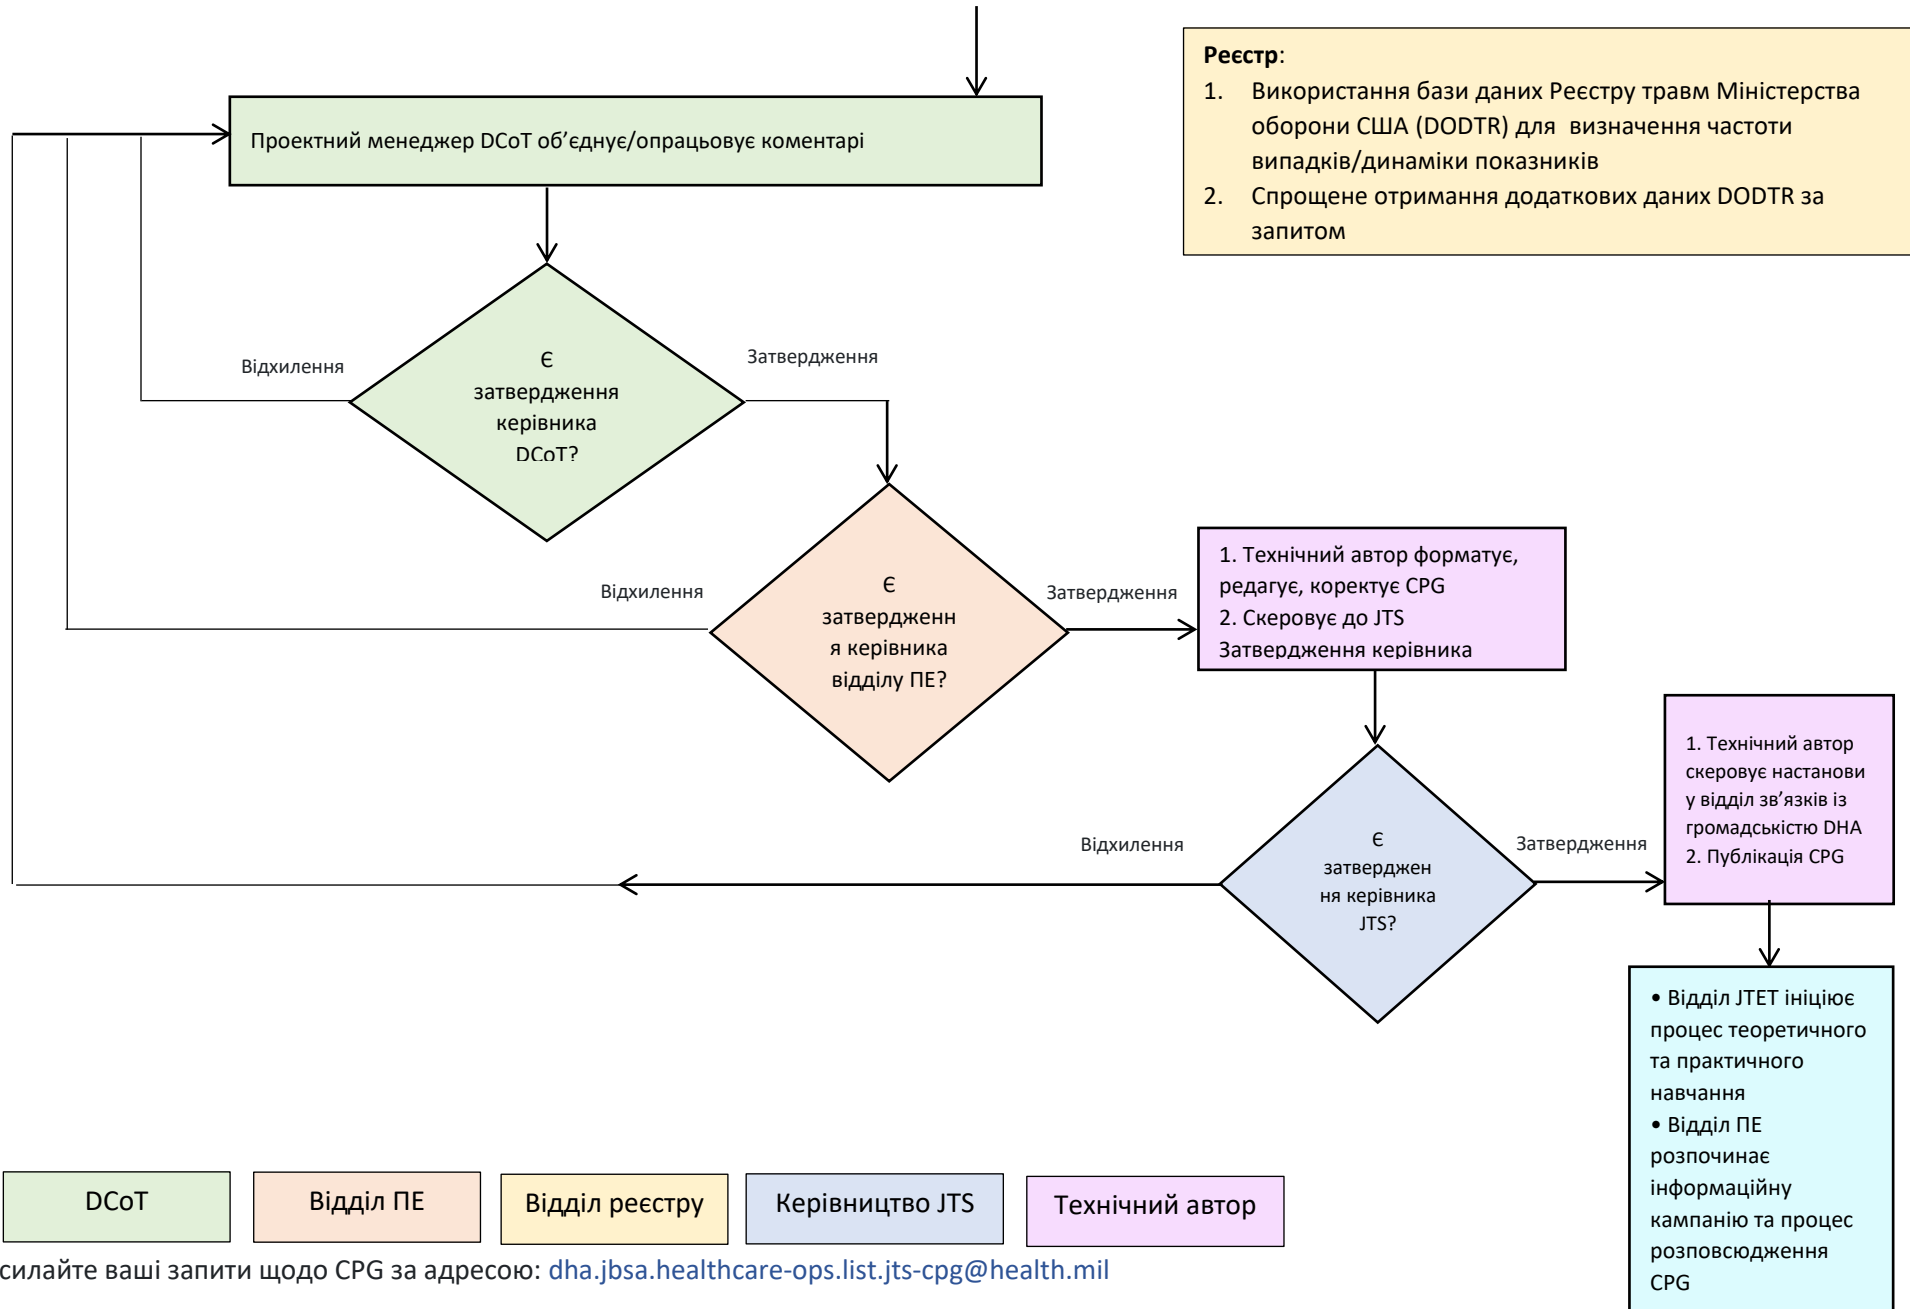 Реєстр:
1. Використання бази даних Реєстру травм Міністерства
оборони США (DODTR) для визначення частоти
випадків/динаміки показників
2. Спрощене отримання додаткових даних DODTR за
запитом
Проектний менеджер DCoT об’єднує/опрацьовує коментарі
Відхилення
Є
затвердження
керівника
DCoT?
Затвердження
Відхилення
Є
затвердженн
я керівника
відділу ПЕ?
Затвердження
1. Технічний автор форматує,
редагує, коректує CPG
2. Скеровує до JTS
Затвердження керівника
Відхилення
Є
затверджен
ня керівника
JTS?
Затвердження
1. Технічний автор
скеровує настанови
у відділ зв’язків із
громадськістю DHA
2. Публікація CPG
• Відділ JTET ініціює
процес теоретичного
та практичного
навчання
• Відділ ПЕ
розпочинає
інформаційну
кампанію та процес
розповсюдження
CPG
DCoT
Відділ ПЕ
Відділ реєстру
Керівництво JTS
Технічний автор
силайте ваші запити щодо CPG за адресою: dha.jbsa.healthcare-ops.list.jts-cpg@health.mil